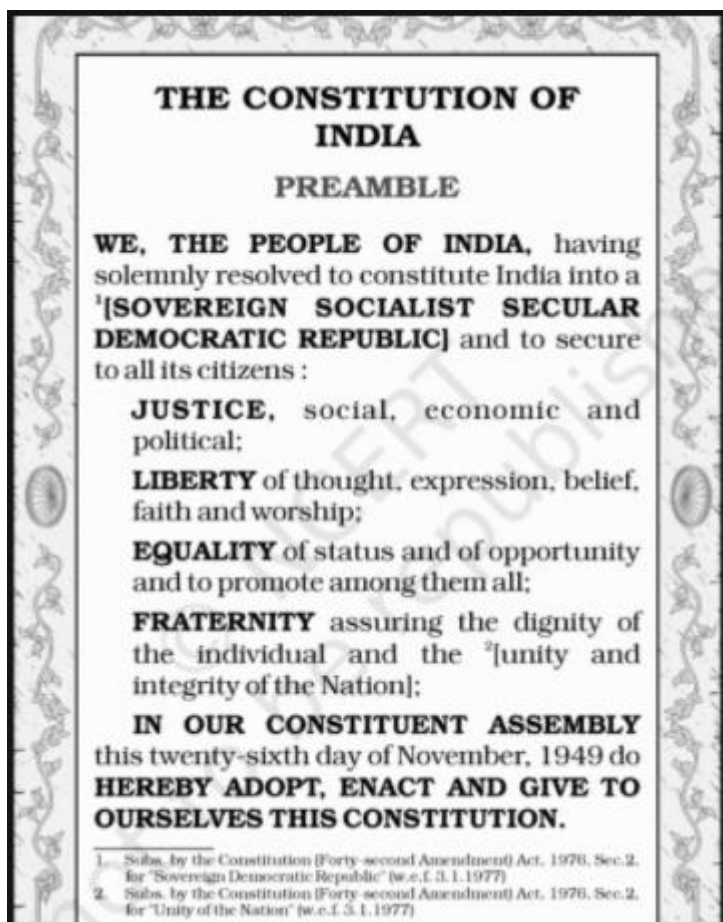 THE CONSTITUTION OF
INDIA
PREAMBLE
WE, THE PEOPLE OF INDIA, having
solemnly resolved to constitute India into a
¹[SOVEREIGN SOCIALIST SECULAR
DEMOCRATIC REPUBLIC] and to secure
to all its citizens :
JUSTICE, social, economic and
political;
LIBERTY of thought, expression, belief,
faith and worship;
EQUALITY of status and of opportunity
and to promote among them all;
FRATERNITY assuring the dignity of
the individual and the ²[unity and
integrity of the Nation];
IN OUR CONSTITUENT ASSEMBLY
this twenty-sixth day of November, 1949 do
HEREBY ADOPT, ENACT AND GIVE TO
OURSELVES THIS CONSTITUTION.
1. Subs. by the Constitution (Forty-second Amendment) Act, 1976, Sec.2,
for "Sovereign Democratic Republic" (w.e.f. 3.1.1977)
2. Subs. by the Constitution (Forty-second Amendment) Act, 1976, Sec.2,
for "Unity of the Nation" (w.e.f. 3.1.1977)
© NCERT
not to be republishe